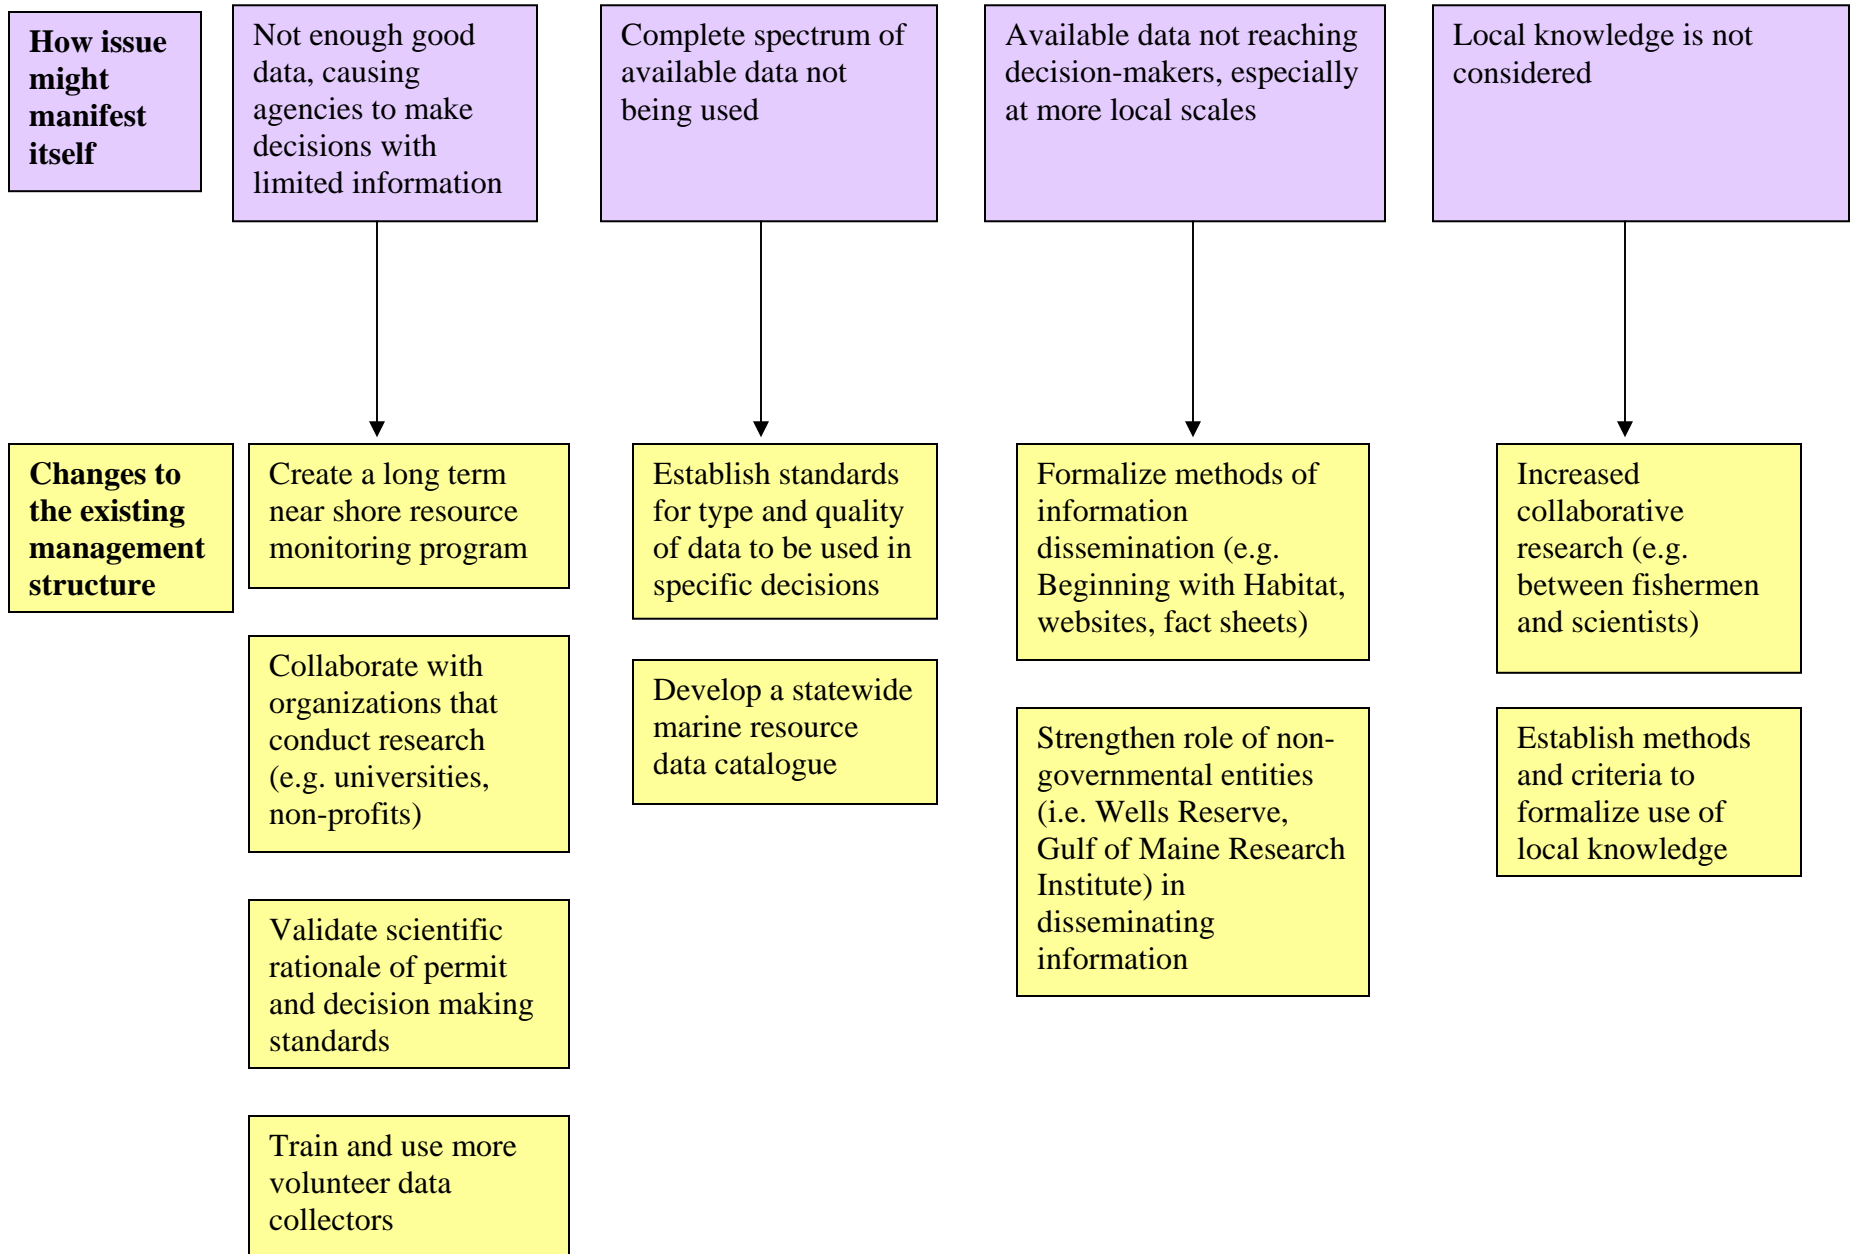 How issue
might
manifest
itself
Not enough good
data, causing
agencies to make
decisions with
limited information
Complete spectrum of
available data not
being used
Available data not reaching
decision-makers, especially
at more local scales
Local knowledge is not
considered
Changes to
the existing
management
structure
Create a long term
near shore resource
monitoring program
Collaborate with
organizations that
conduct research
(e.g. universities,
non-profits)
Validate scientific
rationale of permit
and decision making
standards
Train and use more
volunteer data
collectors
Establish standards
for type and quality
of data to be used in
specific decisions
Develop a statewide
marine resource
data catalogue
Formalize methods of
information
dissemination (e.g.
Beginning with Habitat,
websites, fact sheets)
Strengthen role of non-
governmental entities
(i.e. Wells Reserve,
Gulf of Maine Research
Institute) in
disseminating
information
Increased
collaborative
research (e.g.
between fishermen
and scientists)
Establish methods
and criteria to
formalize use of
local knowledge